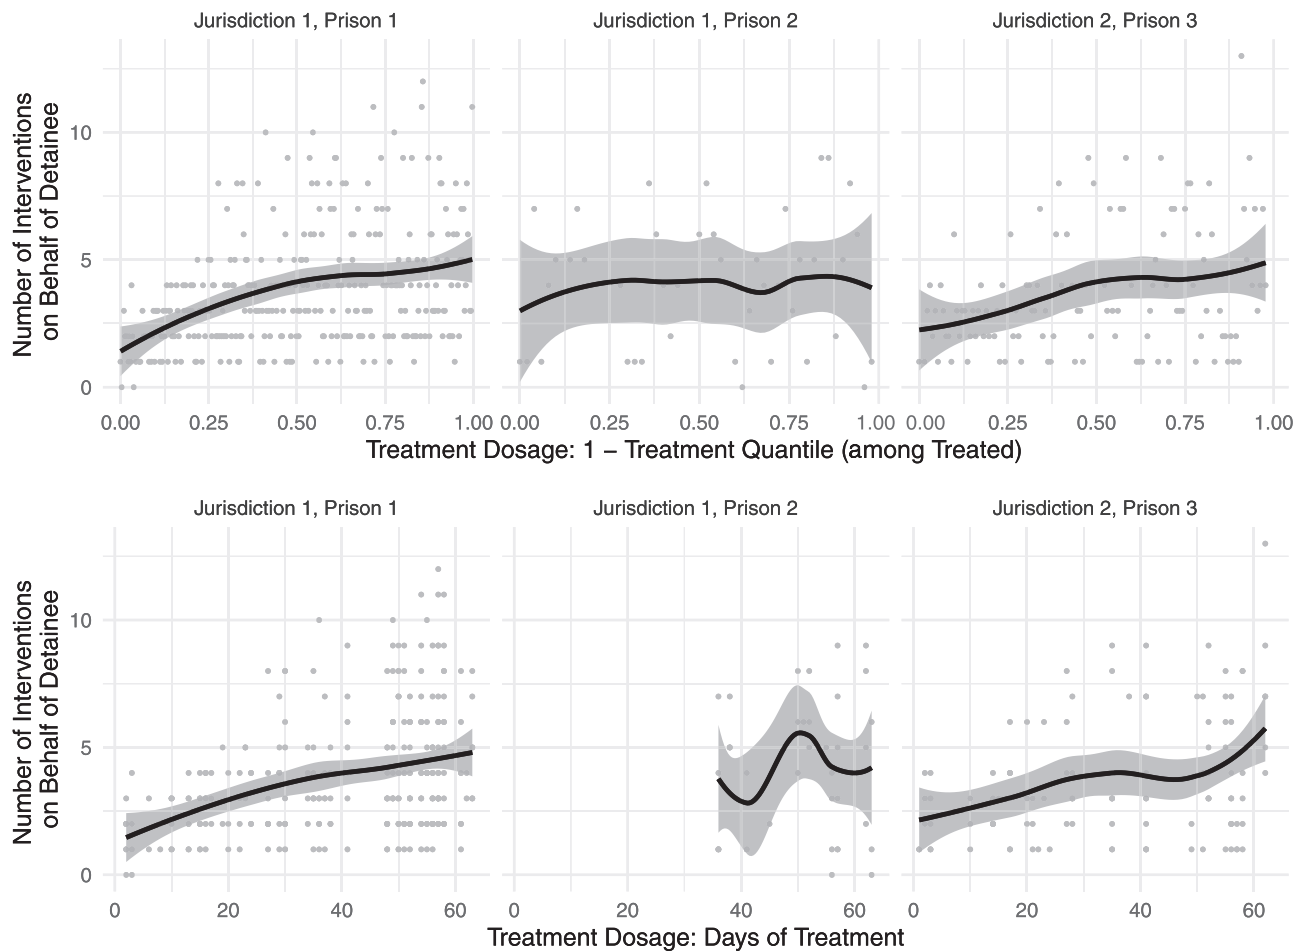 Jurisdiction 1, Prison 1
Jurisdiction 1, Prison 2
Jurisdiction 2, Prison 3
Number of Interventions
on Behalf of Detainee
10
5
0
0.00 0.25 0.50 0.75 1.00
0.00 0.25 0.50 0.75 1.00
0.00 0.25 0.50 0.75 1.00
Treatment Dosage: 1 − Treatment Quantile (among Treated)
Jurisdiction 1, Prison 1
Jurisdiction 1, Prison 2
Jurisdiction 2, Prison 3
Number of Interventions
on Behalf of Detainee
10
5
0
0 20 40 60
0 20 40 60
0 20 40 60
Treatment Dosage: Days of Treatment